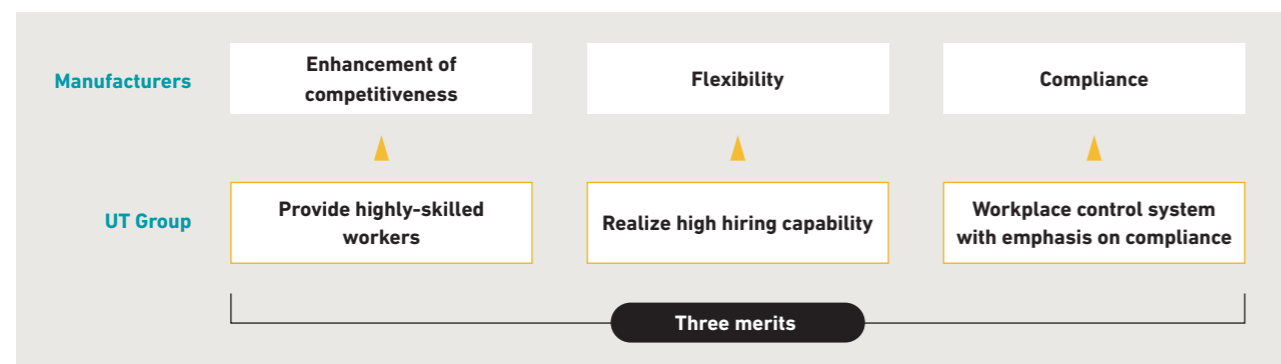 Manufacturers
Enhancement of
competitiveness
Flexibility
Compliance
UT Group
Provide highly-skilled
workers
Realize high hiring capability
Workplace control system
with emphasis on compliance
Three merits